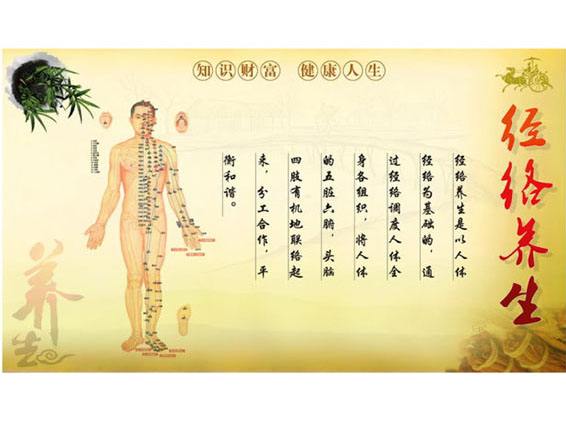 知识财富 健康人生
经络养生
经络养生是以人体
经络为基础的，通
过经络调度人体全
身各组织，将人体
的五脏六腑，头脑
四肢有机地联络起
来，分工合作，平
衡和谐。
养生